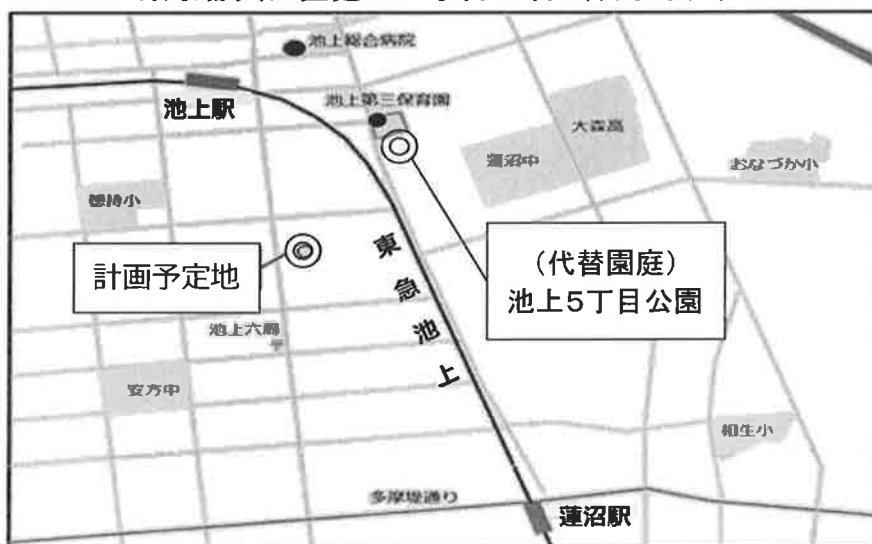 池上総合病院
池上駅
池上第三保育園
大森高
蓮沼中
おなづか小
徳持小
計画予定地
東急池上
(代替園庭)
池上5丁目公園
池上六局
〒
安方中
相生小
多摩堤通り
蓮沼駅